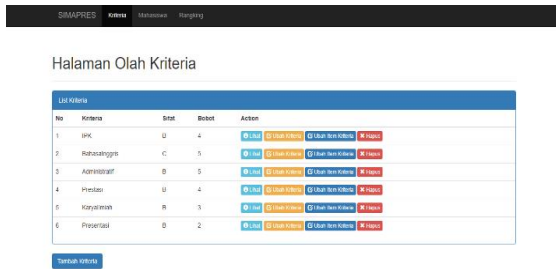 SIMAPRES Kriteria Mahasiswa Rangking
Halaman Olah Kriteria
List Kriteria
No Kriteria Sifat Bobot Action
1 IPK B 4 Lihat Ubah Kriteria Ubah Item Kriteria Hapus
2 BahasaInggris C 5 Lihat Ubah Kriteria Ubah Item Kriteria Hapus
3 Administratif B 5 Lihat Ubah Kriteria Ubah Item Kriteria Hapus
4 Prestasi B 4 Lihat Ubah Kriteria Ubah Item Kriteria Hapus
5 KaryaIlmiah B 3 Lihat Ubah Kriteria Ubah Item Kriteria Hapus
6 Presentasi B 2 Lihat Ubah Kriteria Ubah Item Kriteria Hapus
Tambah Kriteria